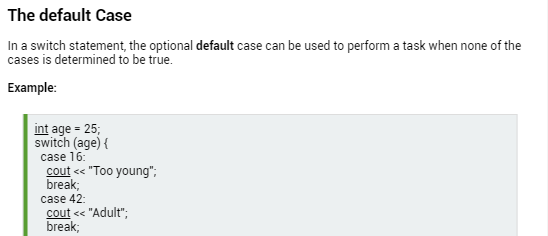 The default Case
In a switch statement, the optional default case can be used to perform a task when none of the
cases is determined to be true.
Example:
int age = 25;
switch (age) {
case 16:
cout << "Too young";
break;
case 42:
cout << "Adult";
break;